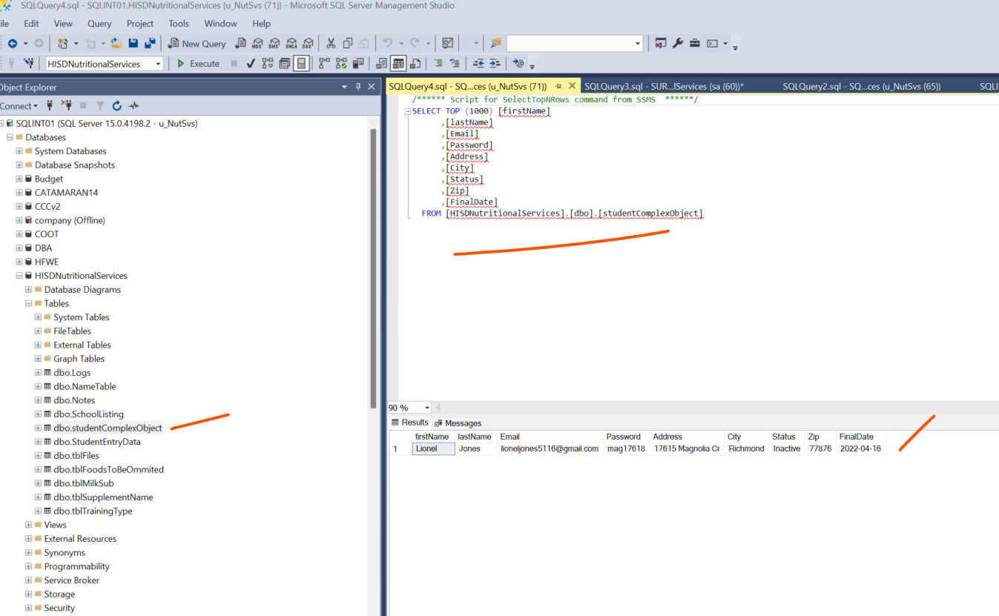 SQLQuery4.sql - SQLINT01.HISDNutritionalServices (u_NutSvs (71)) - Microsoft SQL Server Management Studio
ile Edit View Query Project Tools Window Help
New Query MDX DMX XMLA DAX
HISDNutritionalServices Execute
Object Explorer
SQLQuery4.sql - SQ...ces (u_NutSvs (71)) SQLQuery3.sql - SUR...lServices (sa (60))* SQLQuery2.sql - SQ...ces (u_NutSvs (65)) SQLI
Connect
SQLINT01 (SQL Server 15.0.4198.2 - u_NutSvs)
Databases
System Databases
Database Snapshots
Budget
CATAMARAN14
CCCv2
company (Offline)
COOT
DBA
HFWE
HISDNutritionalServices
Database Diagrams
Tables
System Tables
FileTables
External Tables
Graph Tables
dbo.Logs
dbo.NameTable
dbo.Notes
dbo.SchoolListing
dbo.studentComplexObject
dbo.StudentEntryData
dbo.tblFiles
dbo.tblFoodsToBeOmmited
dbo.tblMilkSub
dbo.tblSupplementName
dbo.tblTrainingType
Views
External Resources
Synonyms
Programmability
Service Broker
Storage
Security
/****** Script for SelectTopNRows command from SSMS ******/
SELECT TOP (1000) [firstName]
,[lastName]
,[Email]
,[Password]
,[Address]
,[City]
,[Status]
,[Zip]
,[FinalDate]
FROM [HISDNutritionalServices].[dbo].[studentComplexObject]
90 %
Results Messages
firstName lastName Email Password Address City Status Zip FinalDate
1 Lionel Jones lioneljones5116@gmail.com mag17618 17615 Magnolia Cr Richmond Inactive 77876 2022-04-16